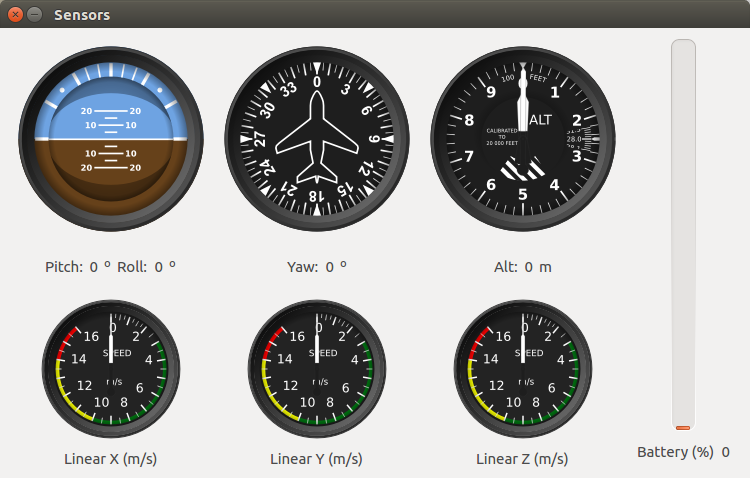 Sensors
20 20
10 10
10 10
20 20
0 3 6 9 12 15 18 21 24 27 30 33
100 FEET
0 1 2 3 4 5 6 7 8 9
ALT
CALIBRATED
TO
20 000 FEET
28.0
Pitch: 0 º Roll: 0 º
Yaw: 0 º
Alt: 0 m
0 2 4 6 8 10 12 14 16
SPEED
m/s
0 2 4 6 8 10 12 14 16
SPEED
m/s
0 2 4 6 8 10 12 14 16
SPEED
m/s
Linear X (m/s)
Linear Y (m/s)
Linear Z (m/s)
Battery (%) 0